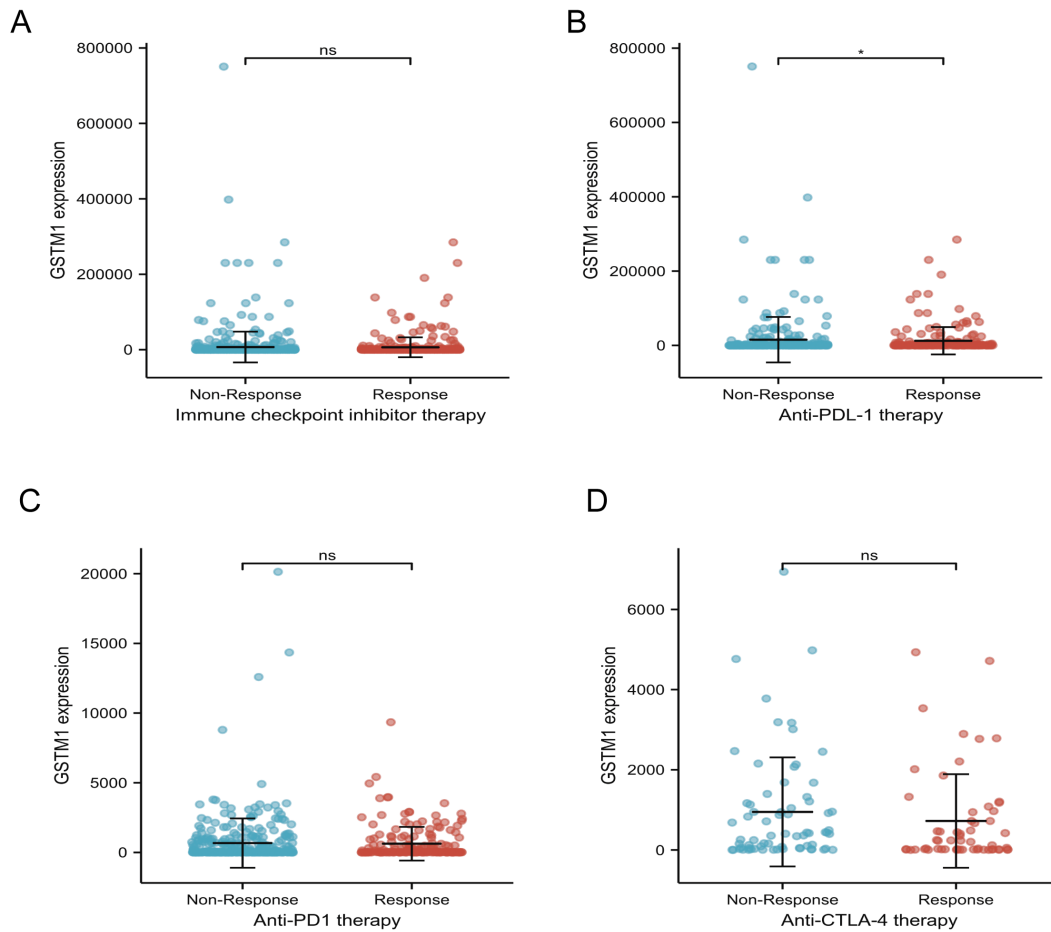 A
GSTM1 expression
800000
600000
400000
200000
0
ns
Non-Response
Response
Immune checkpoint inhibitor therapy
B
GSTM1 expression
800000
600000
400000
200000
0
*
Non-Response
Response
Anti-PDL-1 therapy
C
GSTM1 expression
20000
15000
10000
5000
0
ns
Non-Response
Response
Anti-PD1 therapy
D
GSTM1 expression
6000
4000
2000
0
ns
Non-Response
Response
Anti-CTLA-4 therapy